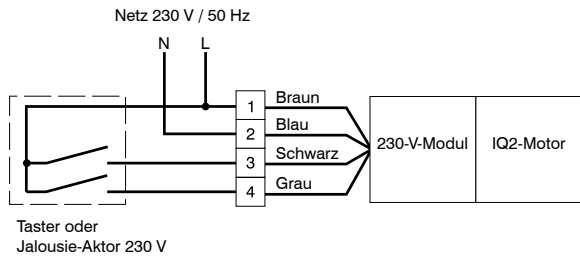 Netz 230 V / 50 Hz
N L
1 Braun
2 Blau
3 Schwarz
4 Grau
230-V-Modul IQ2-Motor
Taster oder
Jalousie-Aktor 230 V